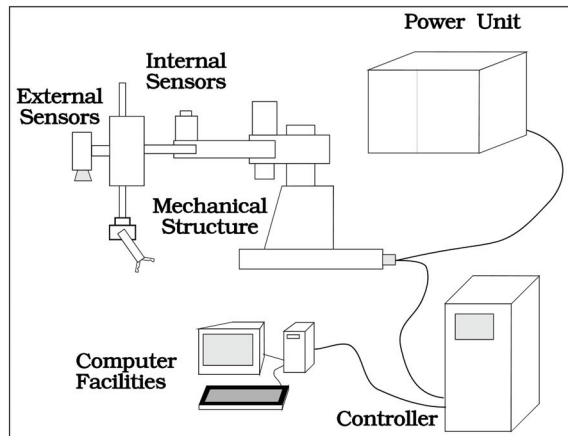 Power Unit
Internal
Sensors
External
Sensors
Mechanical
Structure
Computer
Facilities
Controller